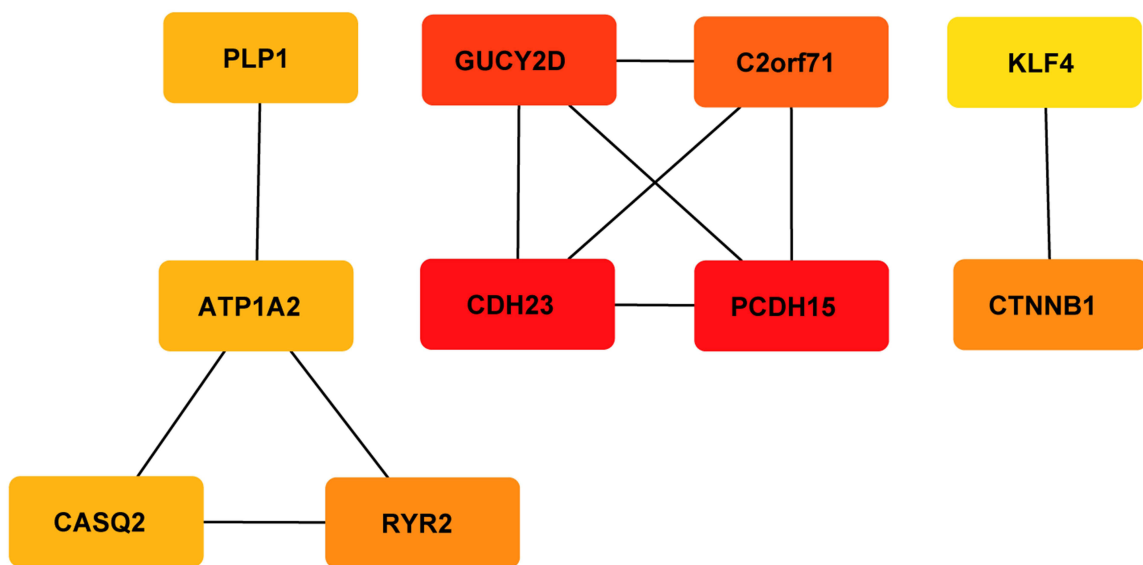 PLP1
GUCY2D
C2orf71
KLF4
ATP1A2
CDH23
PCDH15
CTNNB1
CASQ2
RYR2